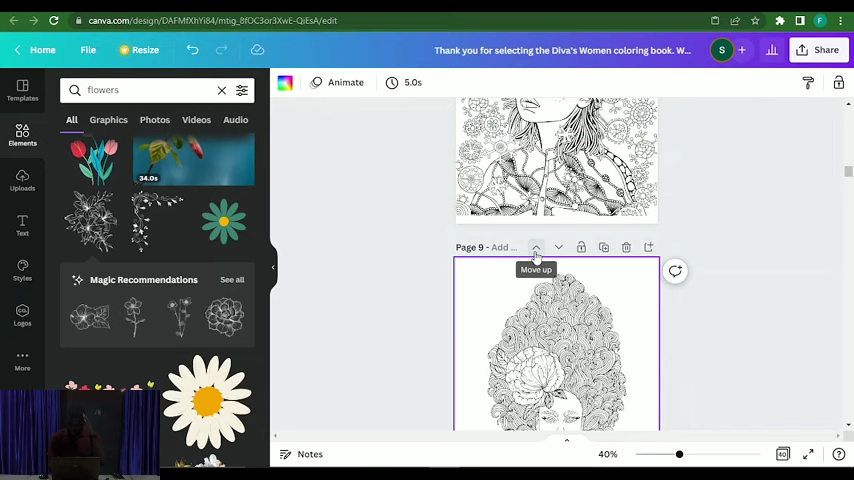 canva.com/design/DAFMfXhYi84/mtig_8fOC3or3XwE-QiEsA/edit
F
Home
File
Resize
Thank you for selecting the Diva's Women coloring book. W...
S
+
Share
Templates
Elements
Uploads
Text
Styles
Logos
More
flowers
All
Graphics
Photos
Videos
Audio
34.0s
Magic Recommendations
See all
Animate
5.0s
Page 9 - Add ...
Move up
Notes
40%
40